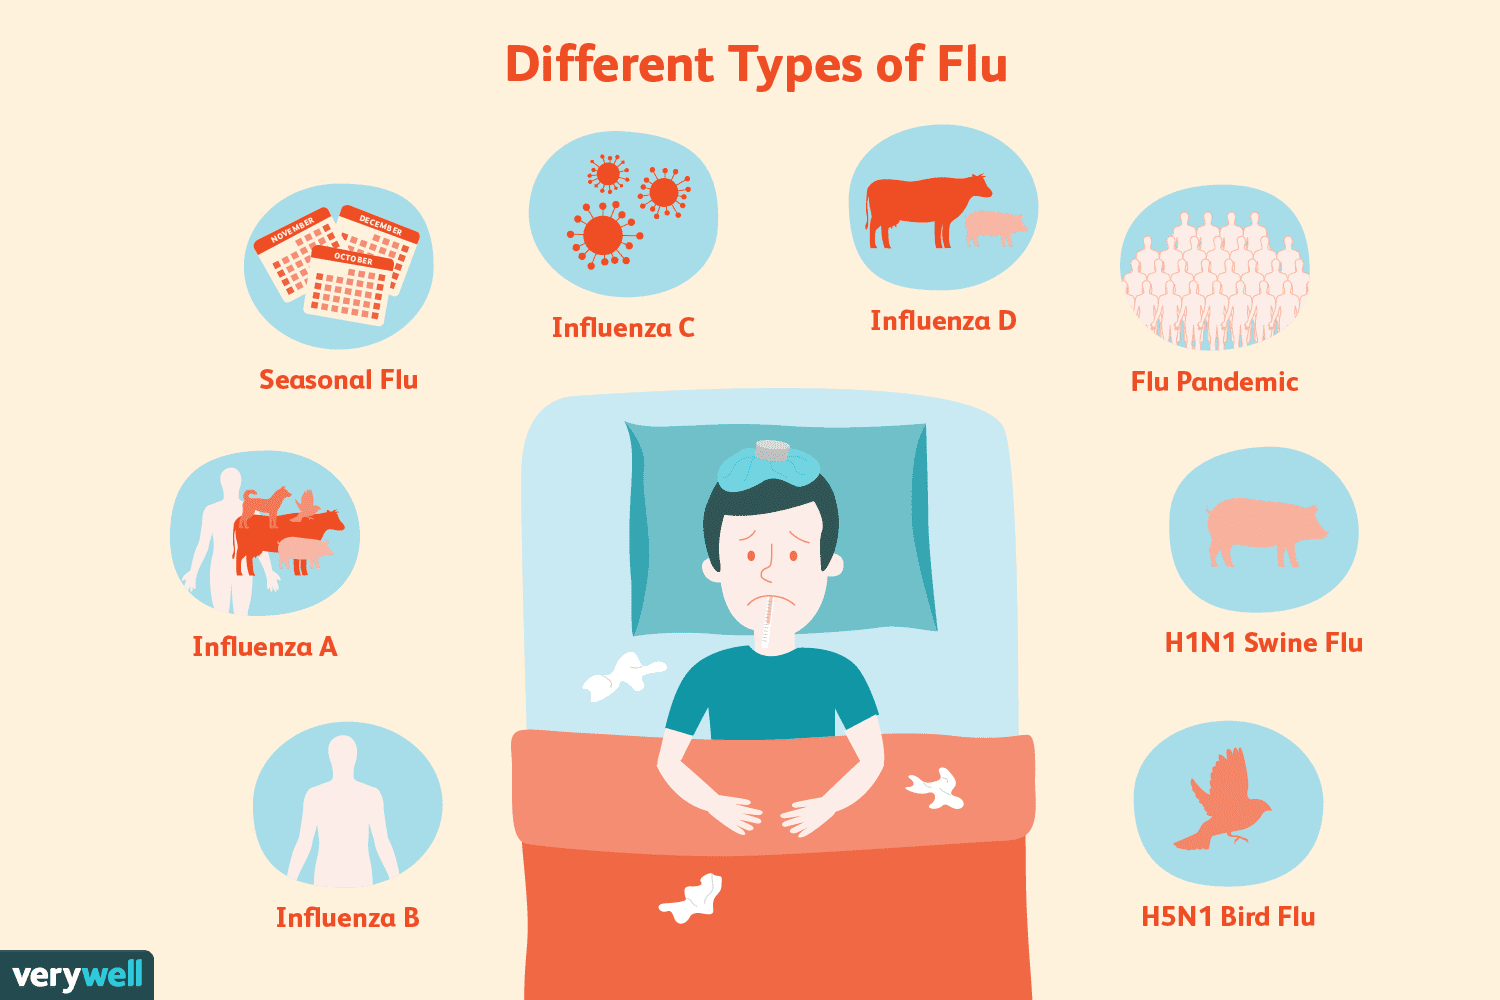 Different Types of Flu
NOVEMBER
DECEMBER
OCTOBER
Seasonal Flu
Influenza C
Influenza D
Flu Pandemic
Influenza A
H1N1 Swine Flu
Influenza B
H5N1 Bird Flu
verywell